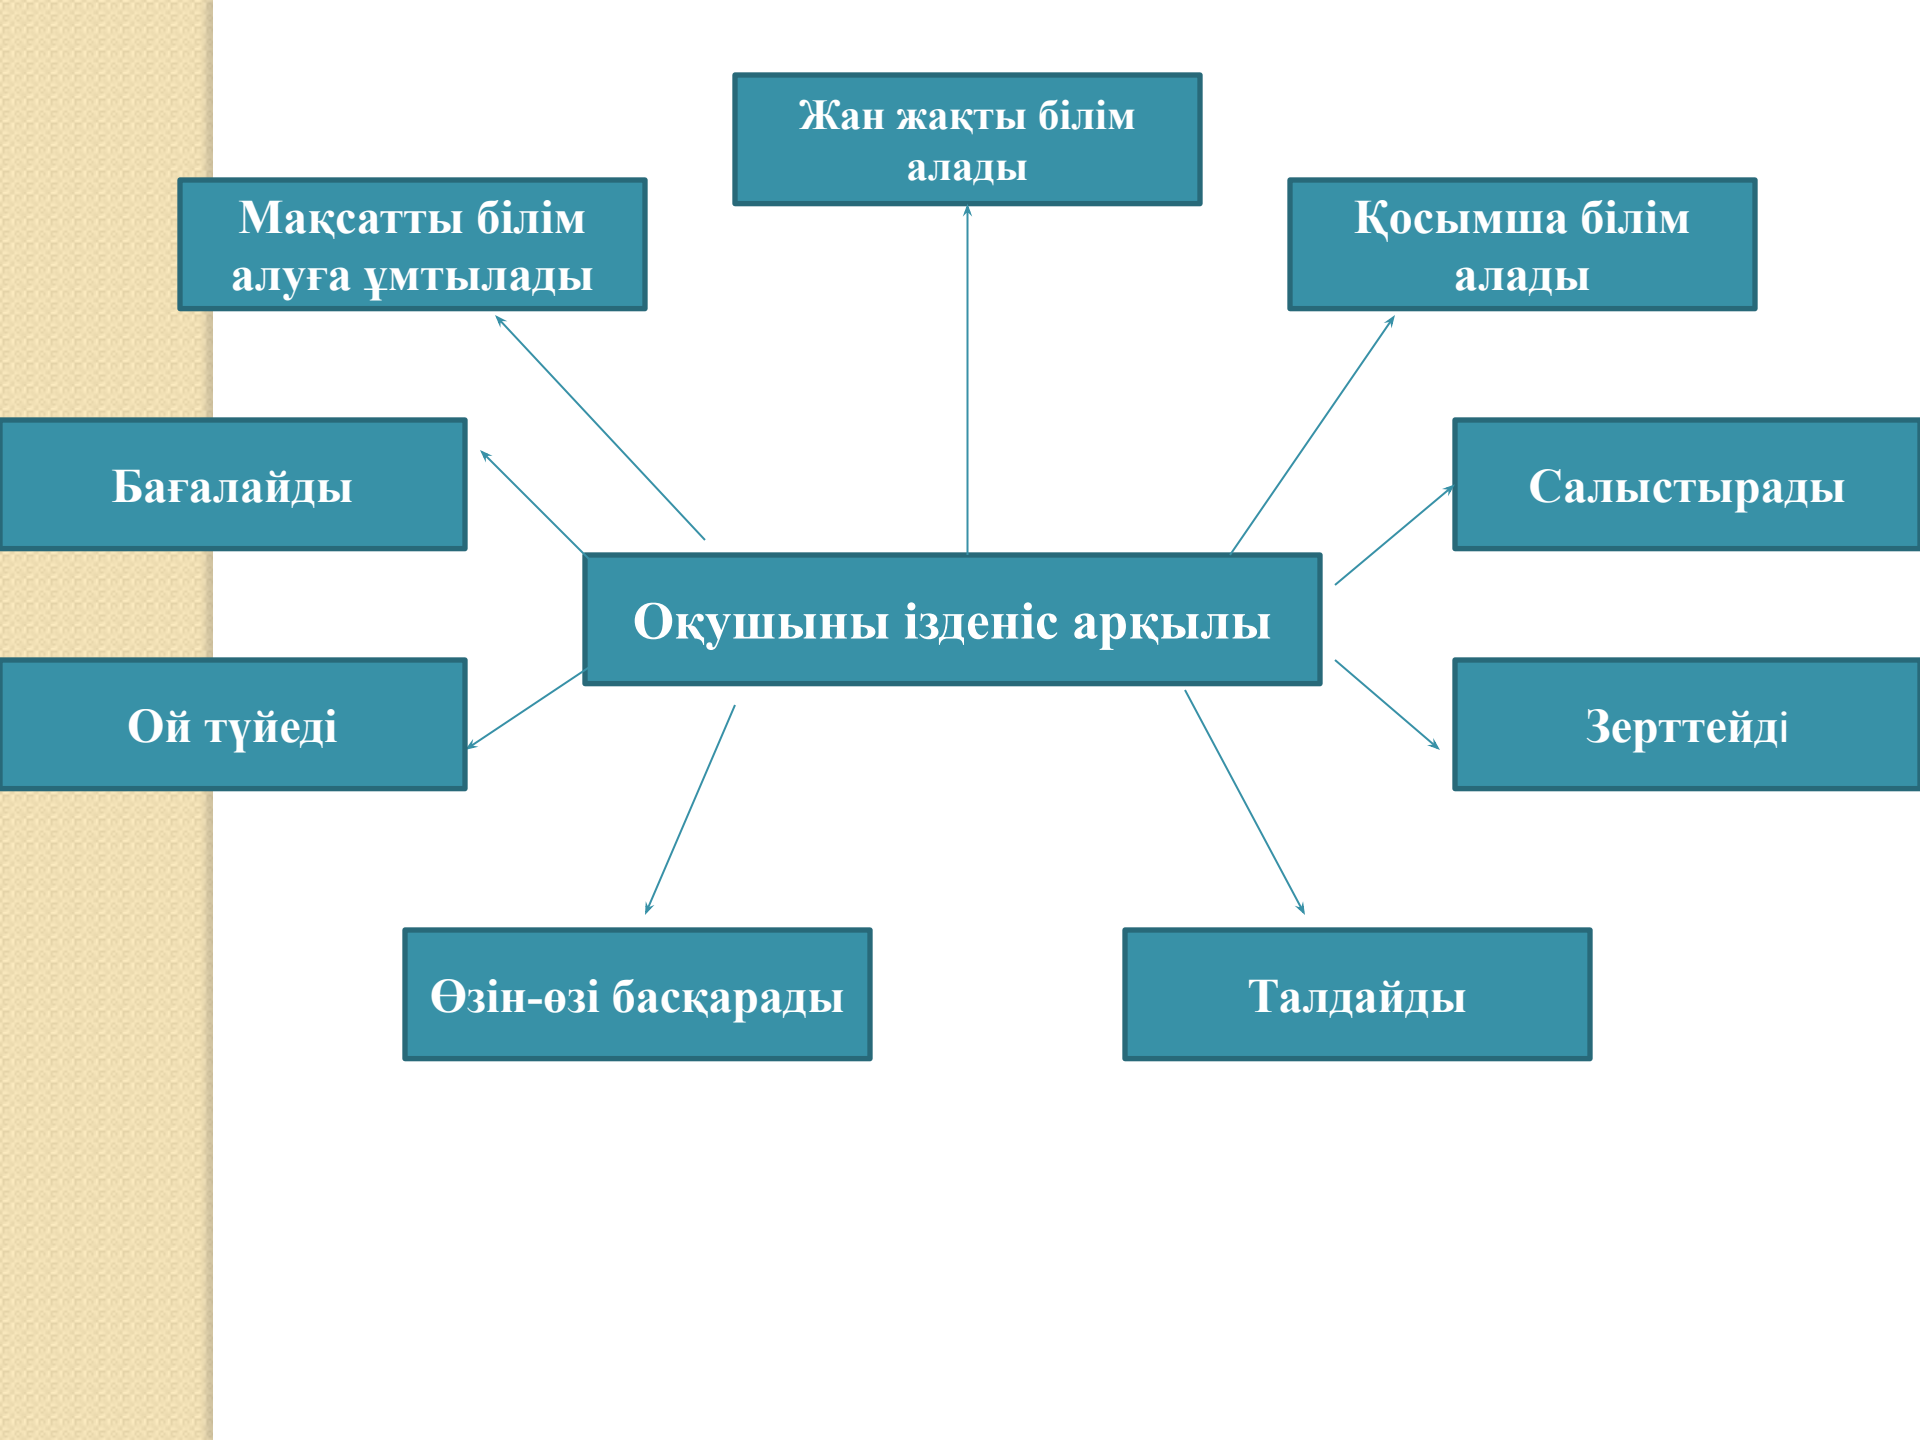 Жан жақты білім
алады
Мақсатты білім
алуға ұмтылады
Қосымша білім
алады
Бағалайды
Салыстырады
Оқушыны ізденіс арқылы
Ой түйеді
Зерттейді
Өзін-өзі басқарады
Талдайды